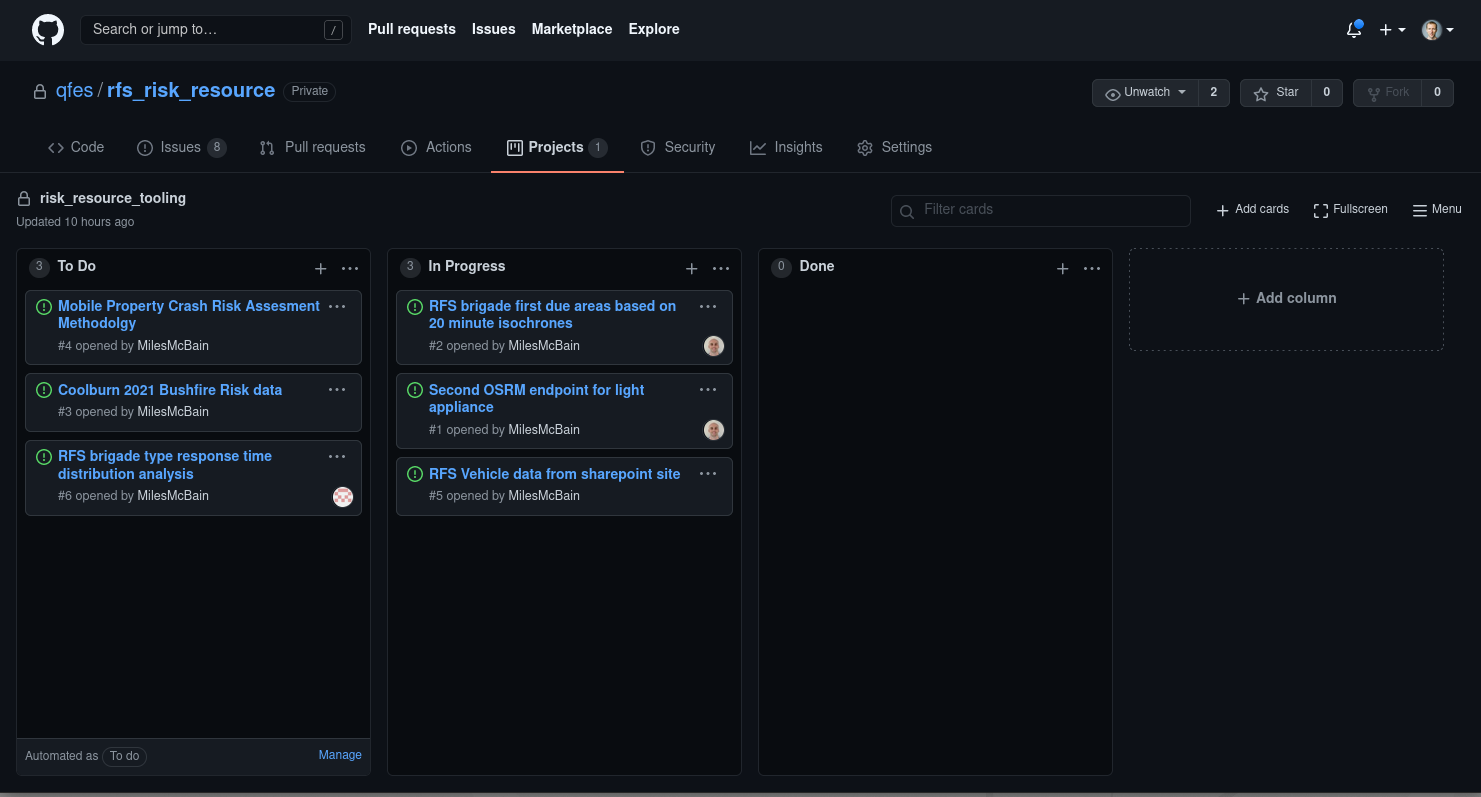 Search or jump to… /
Pull requests Issues Marketplace Explore
qfes / rfs_risk_resource Private
Unwatch 2 Star 0 Fork 0
Code Issues 8 Pull requests Actions Projects 1 Security Insights Settings
risk_resource_tooling
Updated 10 hours ago
Filter cards
Add cards Fullscreen Menu
3 To Do
Mobile Property Crash Risk Assesment
Methodolgy
#4 opened by MilesMcBain
Coolburn 2021 Bushfire Risk data
#3 opened by MilesMcBain
RFS brigade type response time
distribution analysis
#6 opened by MilesMcBain
Automated as To do Manage
3 In Progress
RFS brigade first due areas based on
20 minute isochrones
#2 opened by MilesMcBain
Second OSRM endpoint for light
appliance
#1 opened by MilesMcBain
RFS Vehicle data from sharepoint site
#5 opened by MilesMcBain
0 Done
Add column